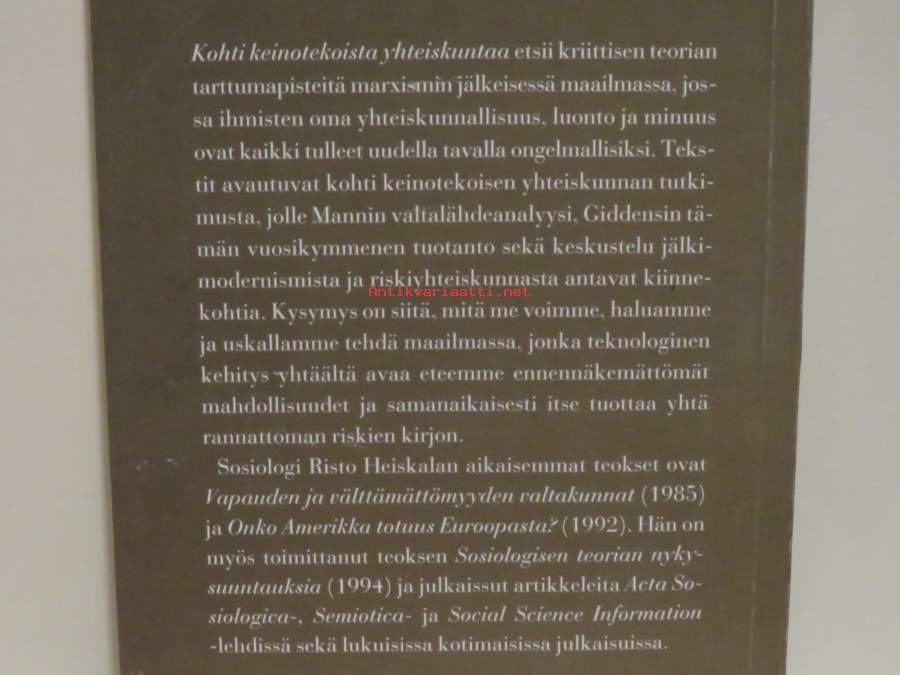 Kohti keinotekoista yhteiskuntaa etsii kriittisen teorian
tarttumapisteitä marxismin jälkeisessä maailmassa, jos-
sa ihmisten oma yhteiskunnallisuus, luonto ja minuus
ovat kaikki tulleet uudella tavalla ongelmallisiksi. Teks-
tit avautuvat kohti keinotekoisen yhteiskunnan tutki-
musta, jolle Mannin valtalähdeanalyysi, Giddensin tä-
män vuosikymmenen tuotanto sekä keskustelu jälki-
modernismista ja riskiyhteiskunnasta antavat kiinne-
Antikvariaatti.net
kohtia. Kysymys on siitä, mitä me voimme, haluamme
ja uskallamme tehdä maailmassa, jonka teknologinen
kehitys yhtäältä avaa eteemme ennennäkemättömät
mahdollisuudet ja samanaikaisesti itse tuottaa yhtä
rannattoman riskien kirjon.
Sosiologi Risto Heiskalan aikaisemmat teokset ovat
Vapauden ja välttämättömyyden valtakunnat (1985)
ja Onko Amerikka totuus Euroopasta? (1992). Hän on
myös toimittanut teoksen Sosiologisen teorian nyky-
suuntauksia (1994) ja julkaissut artikkeleita Acta So-
siologica-, Semiotica- ja Social Science Information
-lehdissä sekä lukuisissa kotimaisissa julkaisuissa.